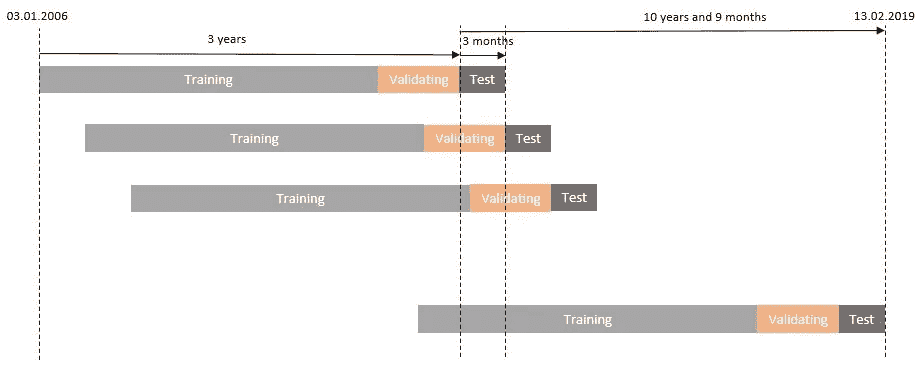 03.01.2006
10 years and 9 months
13.02.2019
3 years
3 months
Training Validating Test
Training Validating Test
Training Validating Test
Training Validating Test